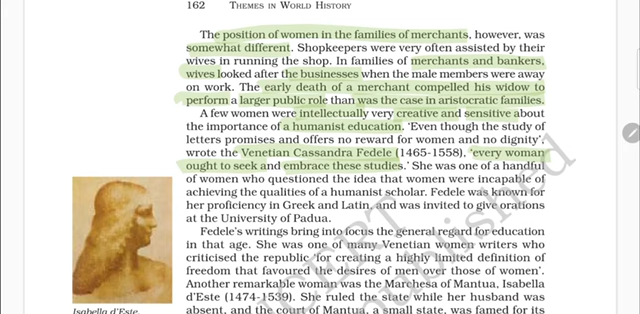 162 THEMES IN WORLD HISTORY
The position of women in the families of merchants, however, was
somewhat different. Shopkeepers were very often assisted by their
wives in running the shop. In families of merchants and bankers,
wives looked after the businesses when the male members were away
on work. The early death of a merchant compelled his widow to
perform a larger public role than was the case in aristocratic families.
A few women were intellectually very creative and sensitive about
the importance of a humanist education. ‘Even though the study of
letters promises and offers no reward for women and no dignity’,
wrote the Venetian Cassandra Fedele (1465-1558), ‘every woman
ought to seek and embrace these studies.’ She was one of a handful
of women who questioned the idea that women were incapable of
achieving the qualities of a humanist scholar. Fedele was known for
her proficiency in Greek and Latin, and was invited to give orations
at the University of Padua.
Fedele’s writings bring into focus the general regard for education
in that age. She was one of many Venetian women writers who
criticised the republic ‘for creating a highly limited definition of
freedom that favoured the desires of men over those of women’.
Another remarkable woman was the Marchesa of Mantua, Isabella
d’Este (1474-1539). She ruled the state while her husband was
absent, and the court of Mantua, a small state, was famed for its
Isabella d’Este.
NCERT
published